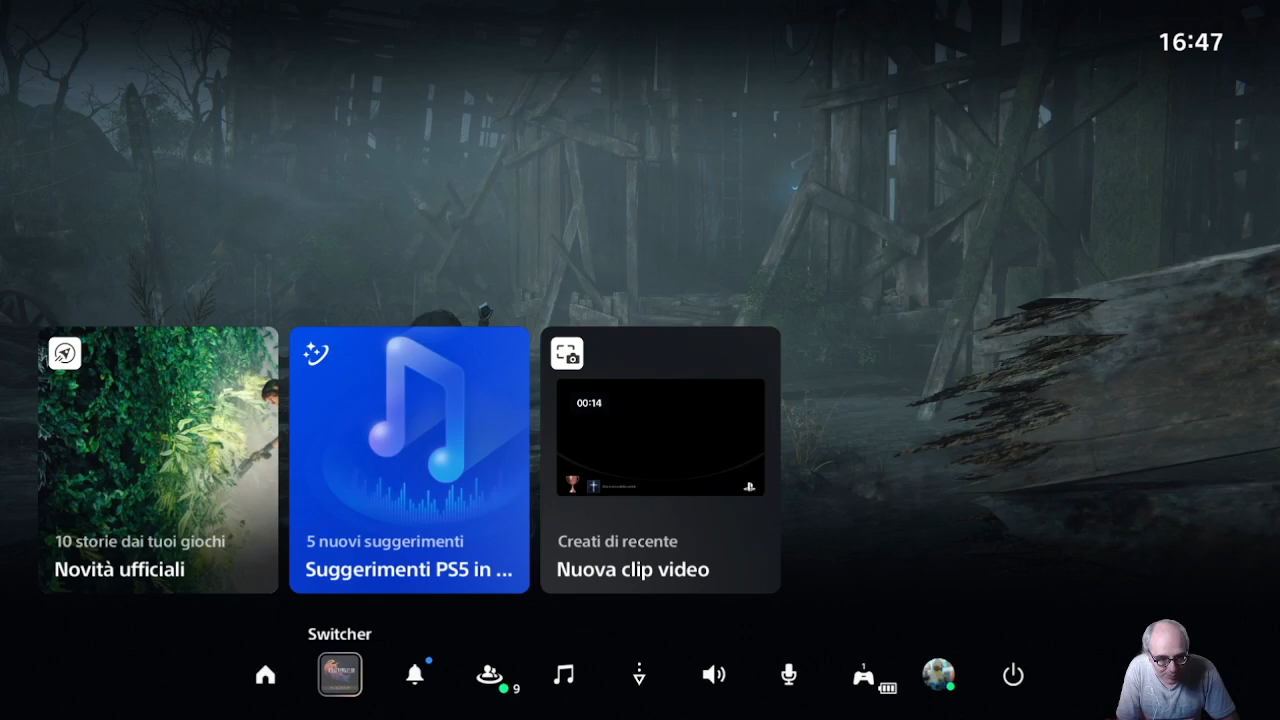 16:47
00:14
10 storie dai tuoi giochi
Novità ufficiali
5 nuovi suggerimenti
Suggerimenti PS5 in ...
Creati di recente
Nuova clip video
Switcher
9
1